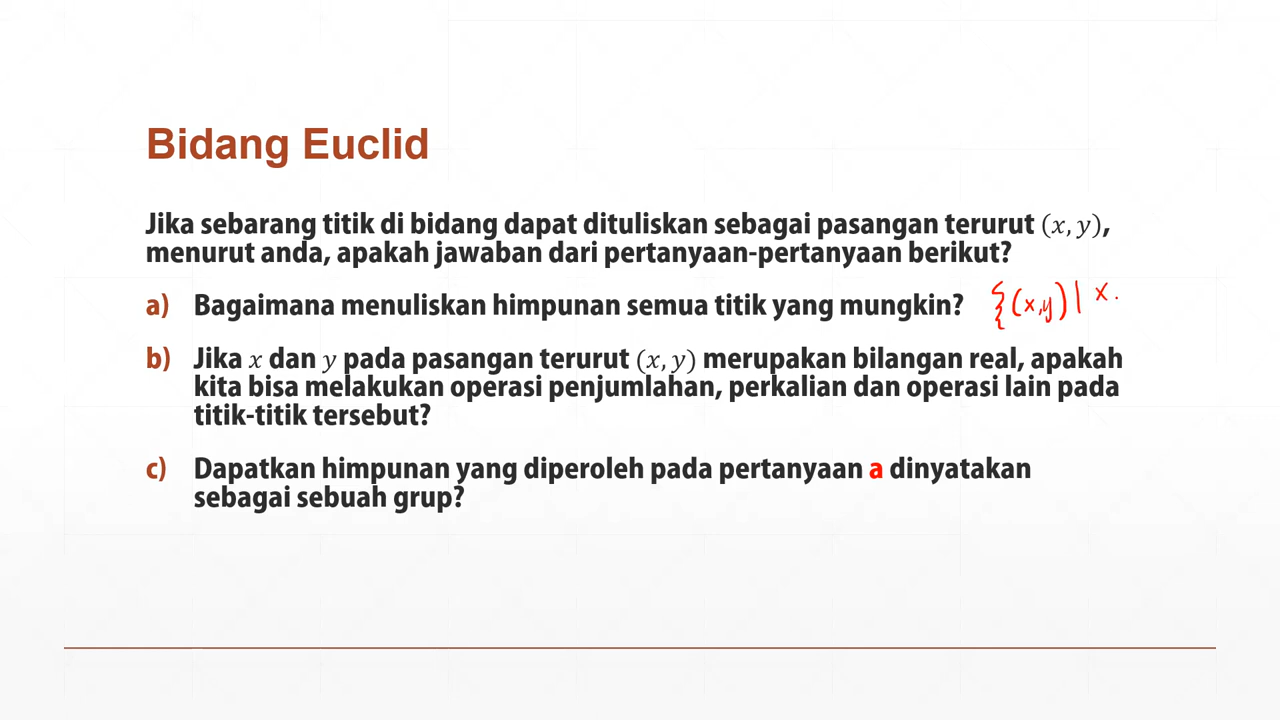 Bidang Euclid
Jika sebarang titik di bidang dapat dituliskan sebagai pasangan terurut (x, y),
menurut anda, apakah jawaban dari pertanyaan-pertanyaan berikut?
a) Bagaimana menuliskan himpunan semua titik yang mungkin? {(x,y) | x.
b) Jika x dan y pada pasangan terurut (x, y) merupakan bilangan real, apakah
kita bisa melakukan operasi penjumlahan, perkalian dan operasi lain pada
titik-titik tersebut?
c) Dapatkan himpunan yang diperoleh pada pertanyaan a dinyatakan
sebagai sebuah grup?